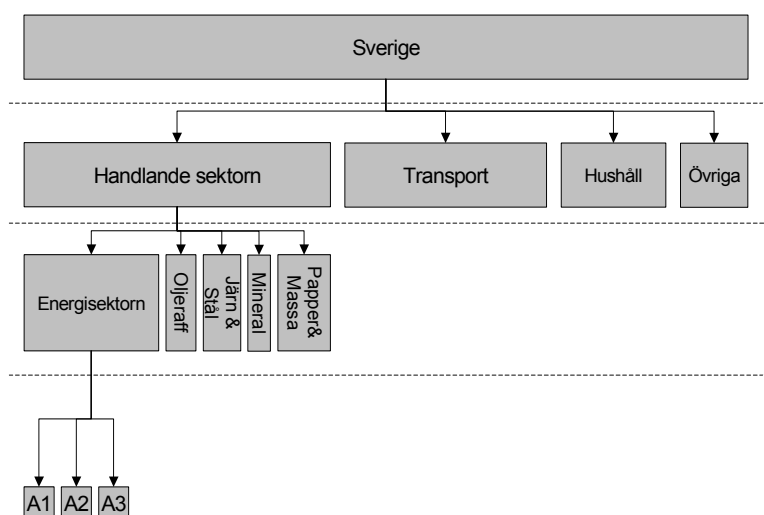 Sverige
Handlande sektorn
Transport
Hushåll
Övriga
Energisektorn
Oljeraff
Järn &
Stål
Mineral
Papper&
Massa
A1
A2
A3